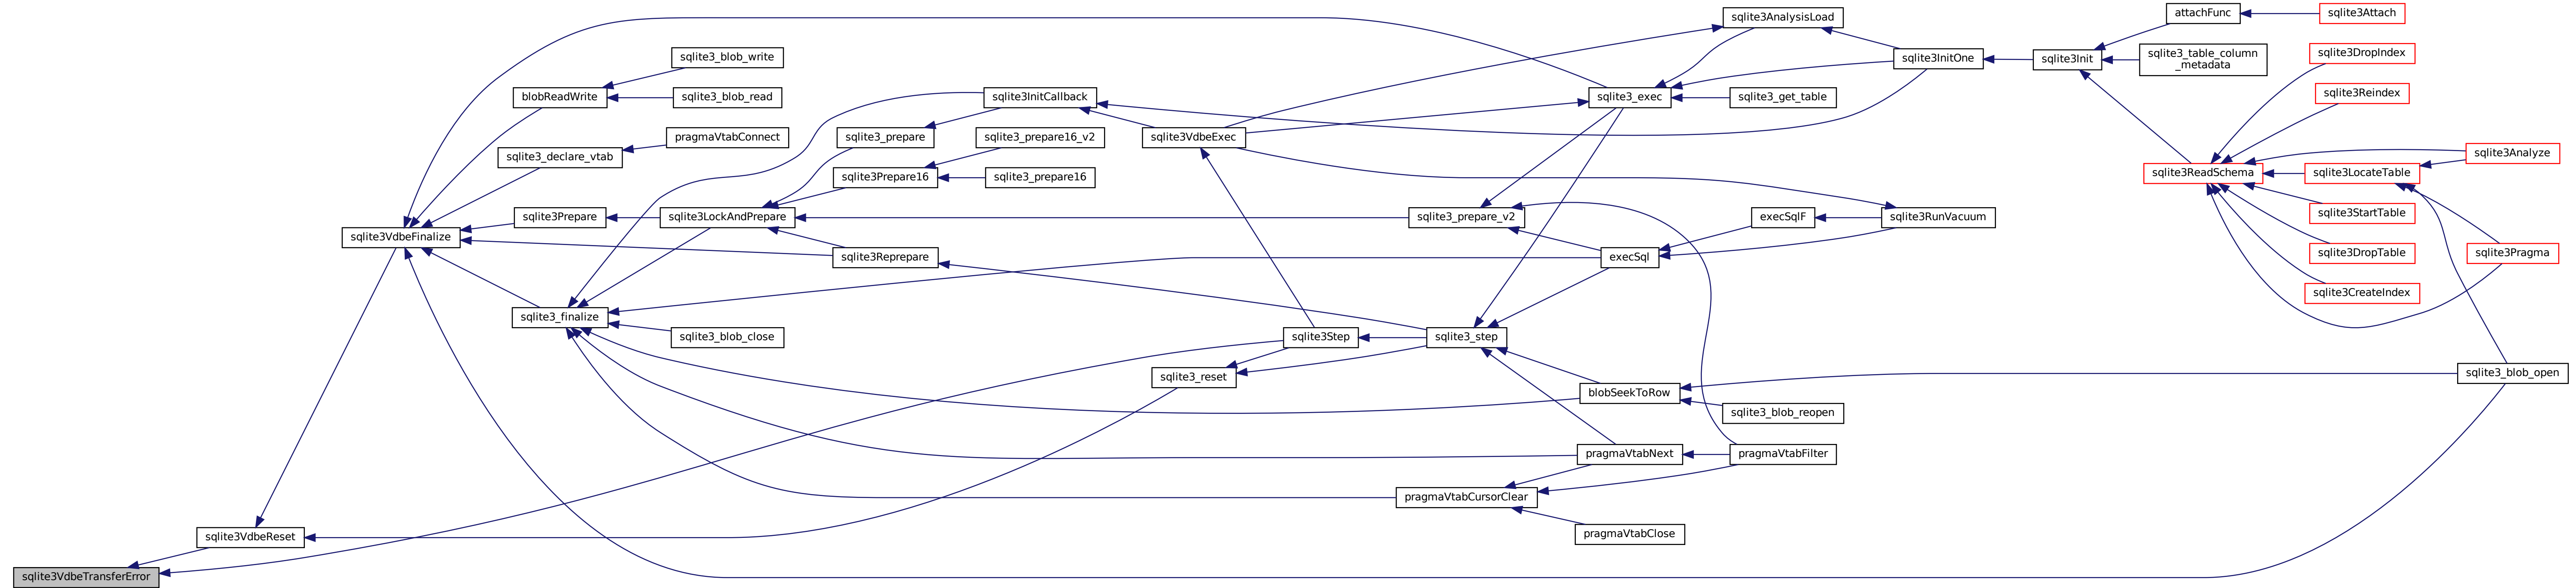 sqlite3AnalysisLoad
attachFunc
sqlite3Attach
sqlite3_blob_write
sqlite3InitOne
sqlite3Init
sqlite3_table_column
_metadata
sqlite3DropIndex
blobReadWrite
sqlite3_blob_read
sqlite3InitCallback
sqlite3_exec
sqlite3_get_table
sqlite3Reindex
pragmaVtabConnect
sqlite3_prepare
sqlite3_prepare16_v2
sqlite3VdbeExec
sqlite3_declare_vtab
sqlite3Analyze
sqlite3Prepare16
sqlite3_prepare16
sqlite3ReadSchema
sqlite3LocateTable
sqlite3Prepare
sqlite3LockAndPrepare
sqlite3_prepare_v2
execSqlF
sqlite3RunVacuum
sqlite3StartTable
sqlite3VdbeFinalize
sqlite3Reprepare
execSql
sqlite3DropTable
sqlite3Pragma
sqlite3CreateIndex
sqlite3_finalize
sqlite3_blob_close
sqlite3Step
sqlite3_step
sqlite3_reset
sqlite3_blob_open
blobSeekToRow
sqlite3_blob_reopen
pragmaVtabNext
pragmaVtabFilter
pragmaVtabCursorClear
pragmaVtabClose
sqlite3VdbeReset
sqlite3VdbeTransferError